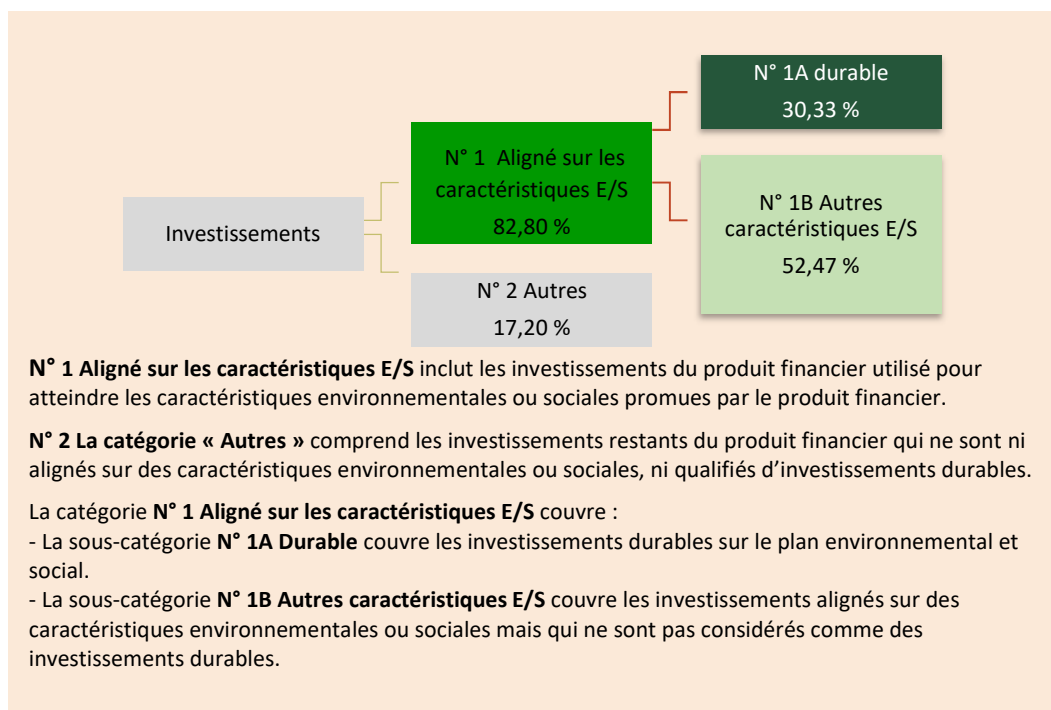 N° 1A durable
30,33 %
N° 1 Aligné sur les
caractéristiques E/S
82,80 %
N° 1B Autres
caractéristiques E/S
52,47 %
Investissements
N° 2 Autres
17,20 %
N° 1 Aligné sur les caractéristiques E/S inclut les investissements du produit financier utilisé pour
atteindre les caractéristiques environnementales ou sociales promues par le produit financier.
N° 2 La catégorie « Autres » comprend les investissements restants du produit financier qui ne sont ni
alignés sur des caractéristiques environnementales ou sociales, ni qualifiés d’investissements durables.
La catégorie N° 1 Aligné sur les caractéristiques E/S couvre :
- La sous-catégorie N° 1A Durable couvre les investissements durables sur le plan environnemental et
social.
- La sous-catégorie N° 1B Autres caractéristiques E/S couvre les investissements alignés sur des
caractéristiques environnementales ou sociales mais qui ne sont pas considérés comme des
investissements durables.